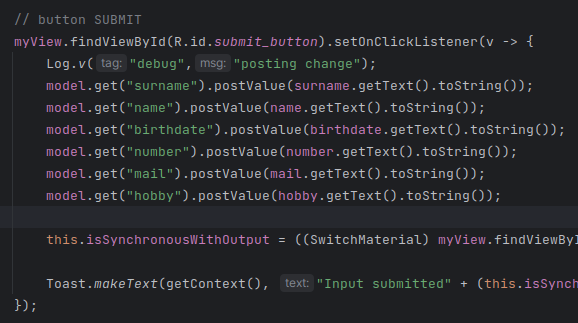 // button SUBMIT
myView.findViewById(R.id.submit_button).setOnClickListener(v -> {
Log.v( tag: "debug", msg: "posting change");
model.get("surname").postValue(surname.getText().toString());
model.get("name").postValue(name.getText().toString());
model.get("birthdate").postValue(birthdate.getText().toString());
model.get("number").postValue(number.getText().toString());
model.get("mail").postValue(mail.getText().toString());
model.get("hobby").postValue(hobby.getText().toString());
this.isSynchronousWithOutput = ((SwitchMaterial) myView.findViewByI
Toast.makeText(getContext(), text: "Input submitted" + (this.isSynch
});